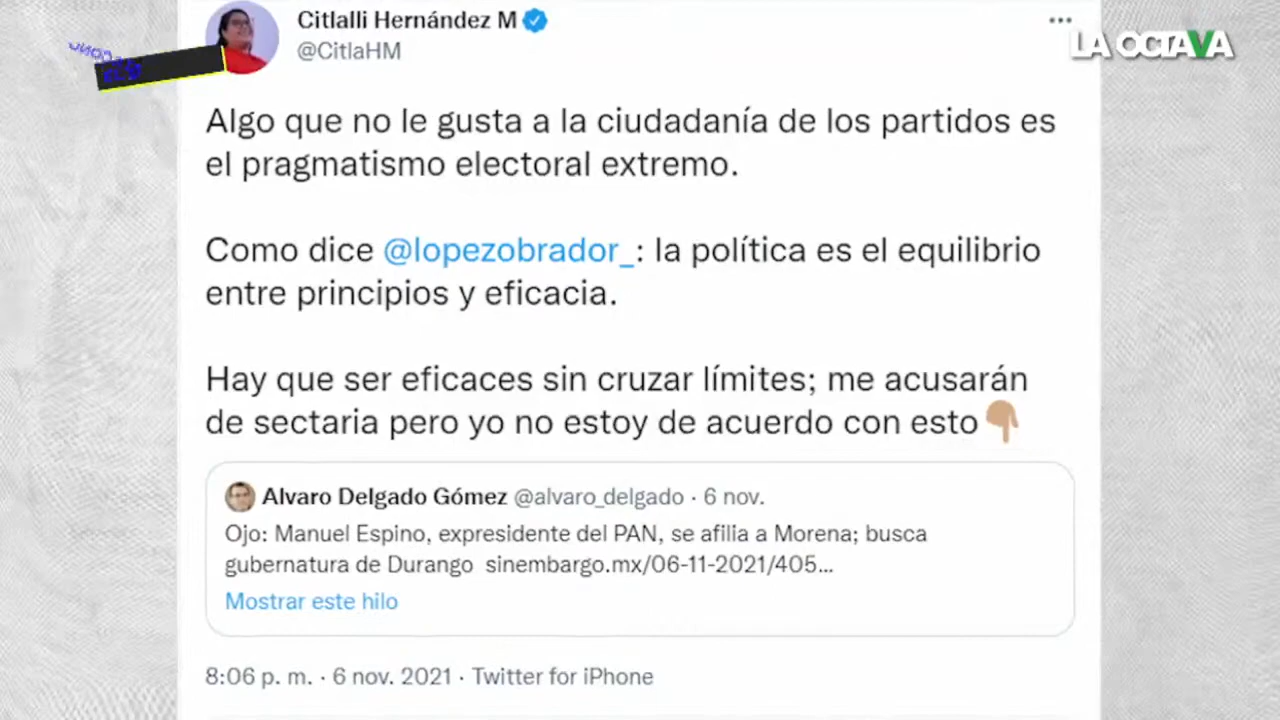 Citlalli Hernández M
@CitlaHM
LA OCTAVA
Algo que no le gusta a la ciudadanía de los partidos es
el pragmatismo electoral extremo.
Como dice @lopezobrador_: la política es el equilibrio
entre principios y eficacia.
Hay que ser eficaces sin cruzar límites; me acusarán
de sectaria pero yo no estoy de acuerdo con esto👇🏽
Alvaro Delgado Gómez @alvaro_delgado · 6 nov.
Ojo: Manuel Espino, expresidente del PAN, se afilia a Morena; busca
gubernatura de Durango sinembargo.mx/06-11-2021/405...
Mostrar este hilo
8:06 p. m. · 6 nov. 2021 · Twitter for iPhone